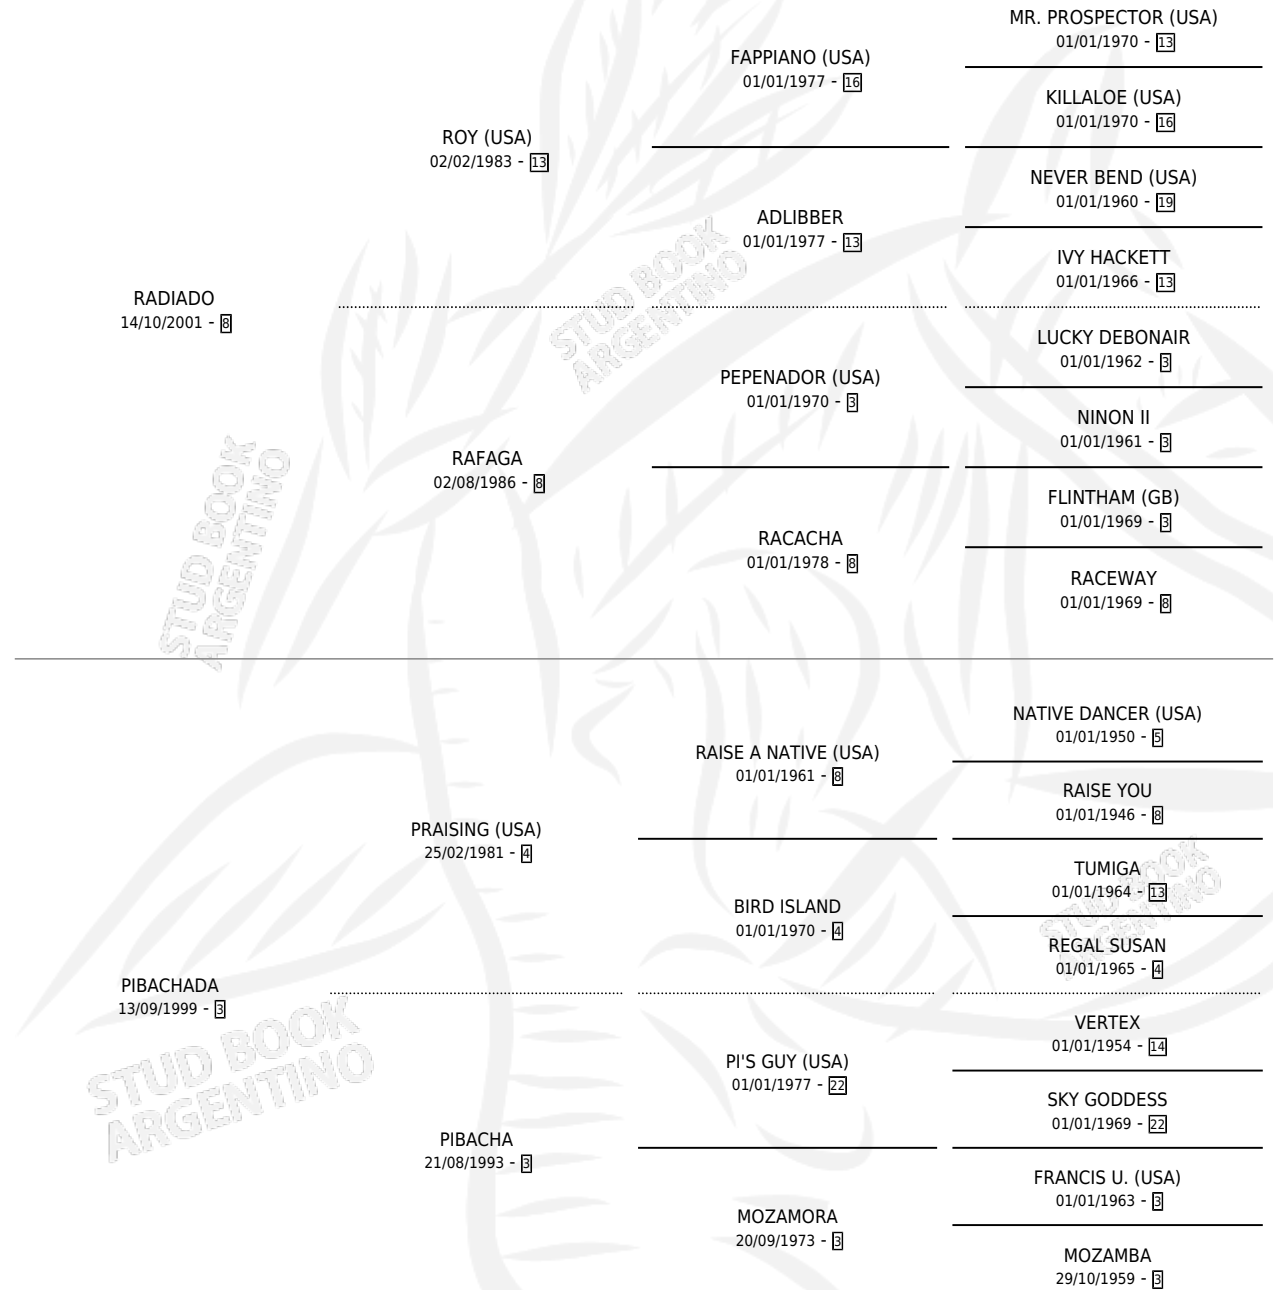 MR. PROSPECTOR (USA)
01/01/1970 - 13
FAPPIANO (USA)
01/01/1977 - 16
KILLALOE (USA)
01/01/1970 - 16
ROY (USA)
02/02/1983 - 13
NEVER BEND (USA)
01/01/1960 - 19
ADLIBBER
01/01/1977 - 13
IVY HACKETT
01/01/1966 - 13
RADIADO
14/10/2001 - 8
LUCKY DEBONAIR
01/01/1962 - 3
PEPENADOR (USA)
01/01/1970 - 3
NINON II
01/01/1961 - 3
RAFAGA
02/08/1986 - 8
FLINTHAM (GB)
01/01/1969 - 3
RACACHA
01/01/1978 - 8
RACEWAY
01/01/1969 - 8
STUD BOOK
ARGENTINO
STUD BOOK
ARGENTINO
NATIVE DANCER (USA)
01/01/1950 - 5
RAISE A NATIVE (USA)
01/01/1961 - 8
RAISE YOU
01/01/1946 - 8
PRAISING (USA)
25/02/1981 - 4
TUMIGA
01/01/1964 - 13
BIRD ISLAND
01/01/1970 - 4
REGAL SUSAN
01/01/1965 - 4
PIBACHADA
13/09/1999 - 3
VERTEX
01/01/1954 - 14
PI'S GUY (USA)
01/01/1977 - 22
SKY GODDESS
01/01/1969 - 22
PIBACHA
21/08/1993 - 3
FRANCIS U. (USA)
01/01/1963 - 3
MOZAMORA
20/09/1973 - 3
MOZAMBA
29/10/1959 - 3
STUD BOOK
ARGENTINO
STUD BOOK
ARGENTINO